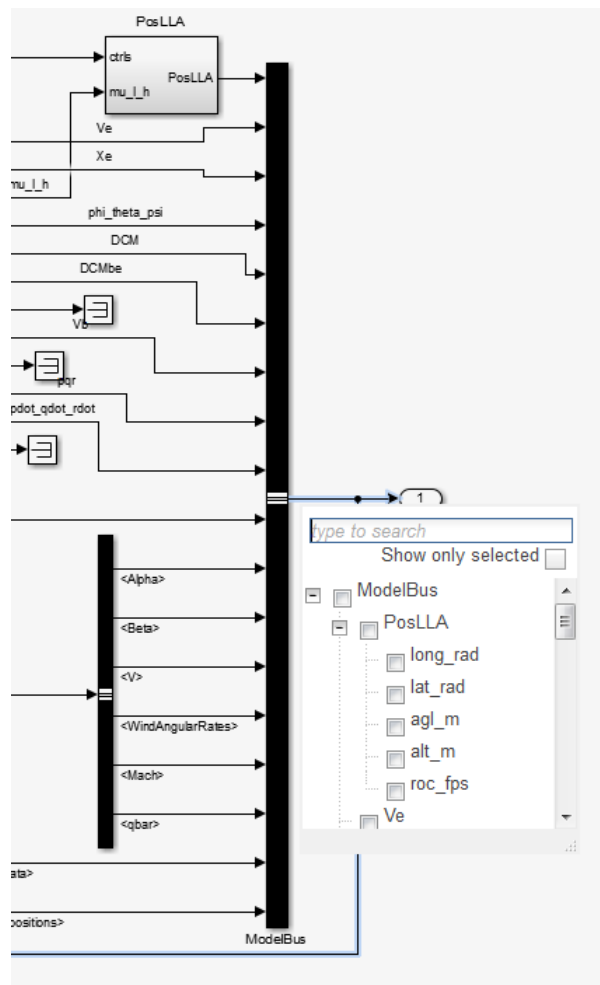 PosLLA
ctrls
PosLLA
mu_l_h
Ve
Xe
mu_l_h
phi_theta_psi
DCM
DCMbe
Vb
pqr
pdot_qdot_rdot
1
type to search
Show only selected
ModelBus
<Alpha>
PosLLA
<Beta>
long_rad
lat_rad
<V>
agl_m
<WindAngularRates>
alt_m
<Mach>
roc_fps
Ve
<qbar>
ata>
positions>
ModelBus